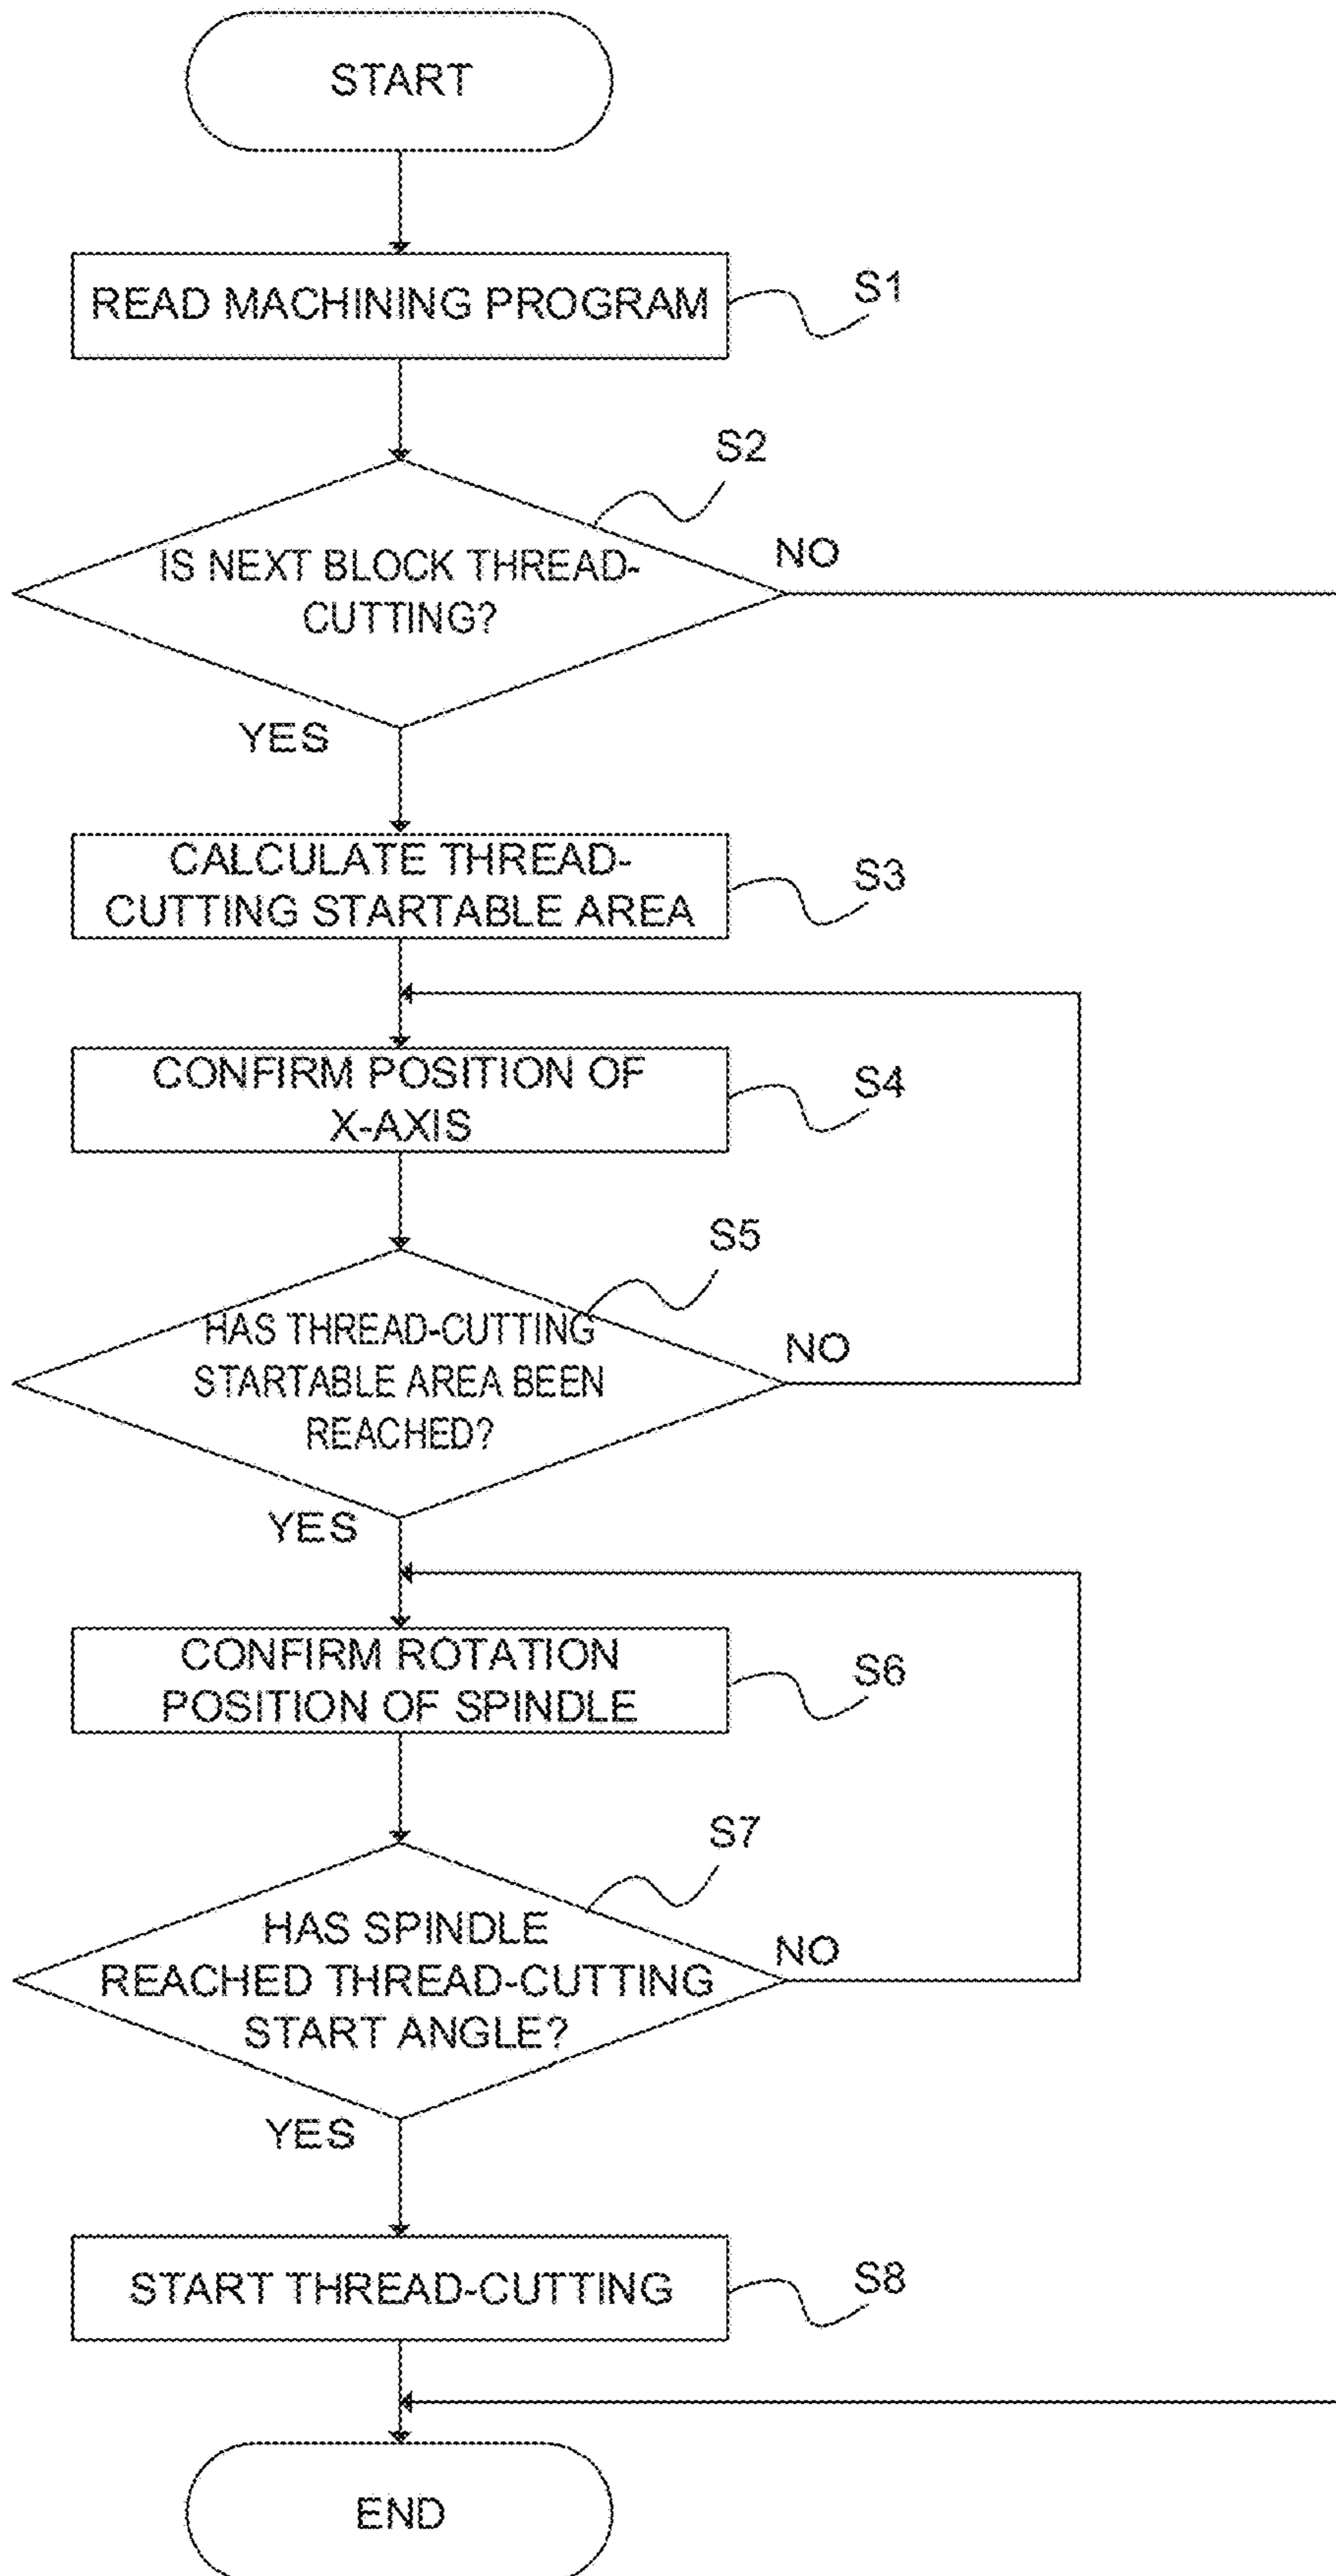 START
READ MACHINING PROGRAM
S1
S2
IS NEXT BLOCK THREAD-
CUTTING?
NO
YES
CALCULATE THREAD-
CUTTING STARTABLE AREA
S3
CONFIRM POSITION OF
X-AXIS
S4
S5
HAS THREAD-CUTTING
STARTABLE AREA BEEN
REACHED?
NO
YES
CONFIRM ROTATION
POSITION OF SPINDLE
S6
S7
HAS SPINDLE
REACHED THREAD-CUTTING
START ANGLE?
NO
YES
START THREAD-CUTTING
S8
END